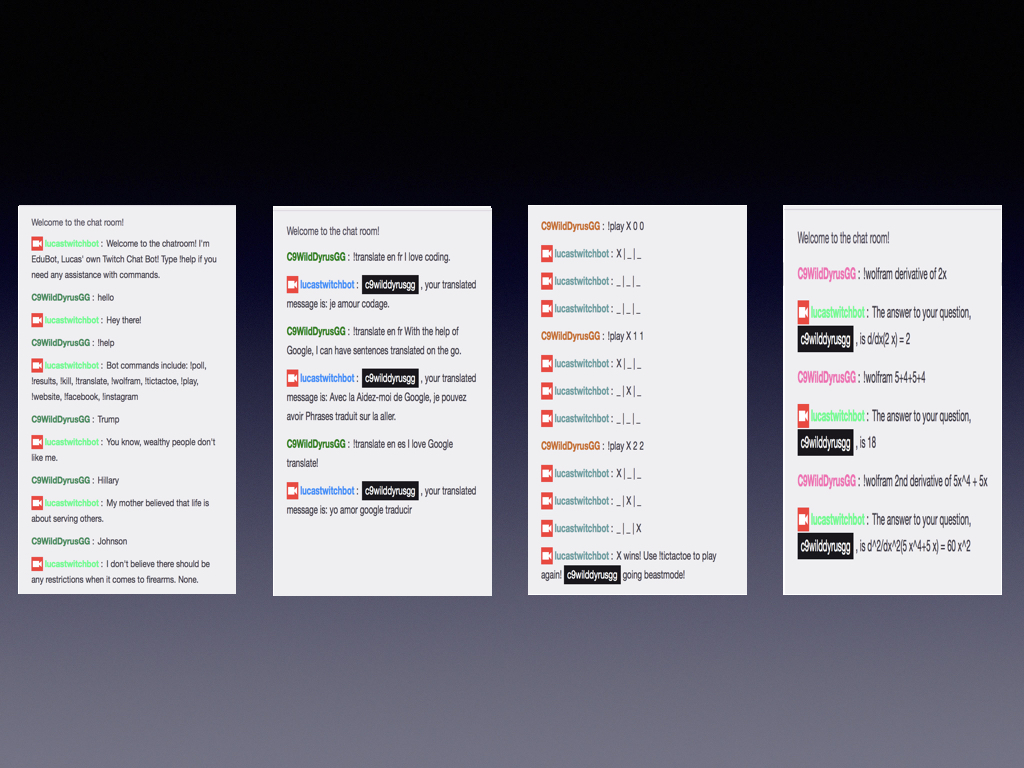 Welcome to the chat room!
lucastwitchbot : Welcome to the chatroom! I'm
EduBot, Lucas' own Twitch Chat Bot! Type !help if you
need any assistance with commands.
C9WildDyrusGG : hello
lucastwitchbot : Hey there!
C9WildDyrusGG : !help
lucastwitchbot : Bot commands include: !poll,
!results, !kill, !translate, !wolfram, !tictactoe, !play,
!website, !facebook, !instagram
C9WildDyrusGG : Trump
lucastwitchbot : You know, wealthy people don't
like me.
C9WildDyrusGG : Hillary
lucastwitchbot : My mother believed that life is
about serving others.
C9WildDyrusGG : Johnson
lucastwitchbot : I don't believe there should be
any restrictions when it comes to firearms. None.
Welcome to the chat room!
C9WildDyrusGG : !translate en fr I love coding.
lucastwitchbot : c9wilddyrusgg , your translated
message is: je amour codage.
C9WildDyrusGG : !translate en fr With the help of
Google, I can have sentences translated on the go.
lucastwitchbot : c9wilddyrusgg , your translated
message is: Avec la Aidez-moi de Google, je pouvez
avoir Phrases traduit sur la aller.
C9WildDyrusGG : !translate en es I love Google
translate!
lucastwitchbot : c9wilddyrusgg , your translated
message is: yo amor google traducir
C9WildDyrusGG : !play X 0 0
lucastwitchbot : X | _ | _
lucastwitchbot : _ | _ | _
lucastwitchbot : _ | _ | _
C9WildDyrusGG : !play X 1 1
lucastwitchbot : X | _ | _
lucastwitchbot : _ | X | _
lucastwitchbot : _ | _ | _
C9WildDyrusGG : !play X 2 2
lucastwitchbot : X | _ | _
lucastwitchbot : _ | X | _
lucastwitchbot : _ | _ | X
lucastwitchbot : X wins! Use !tictactoe to play
again! c9wilddyrusgg going beastmode!
Welcome to the chat room!
C9WildDyrusGG : !wolfram derivative of 2x
lucastwitchbot : The answer to your question,
c9wilddyrusgg , is d/dx(2 x) = 2
C9WildDyrusGG : !wolfram 5+4+5+4
lucastwitchbot : The answer to your question,
c9wilddyrusgg , is 18
C9WildDyrusGG : !wolfram 2nd derivative of 5x^4 + 5x
lucastwitchbot : The answer to your question,
c9wilddyrusgg , is d^2/dx^2(5 x^4+5 x) = 60 x^2